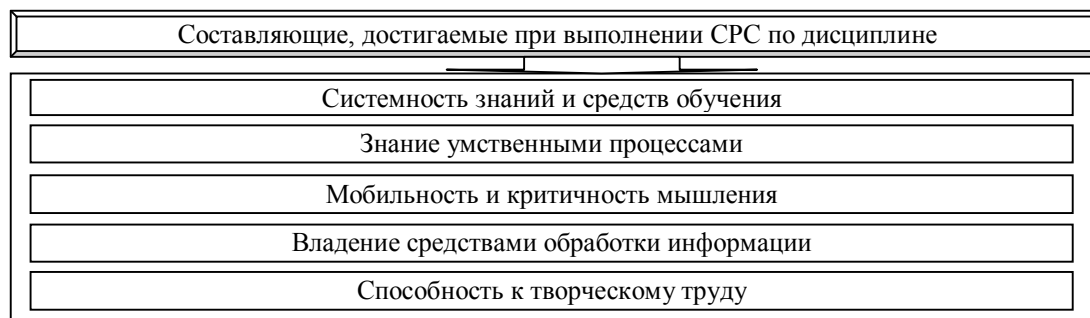 Составляющие, достигаемые при выполнении СРС по дисциплине
Системность знаний и средств обучения
Знание умственными процессами
Мобильность и критичность мышления
Владение средствами обработки информации
Способность к творческому труду